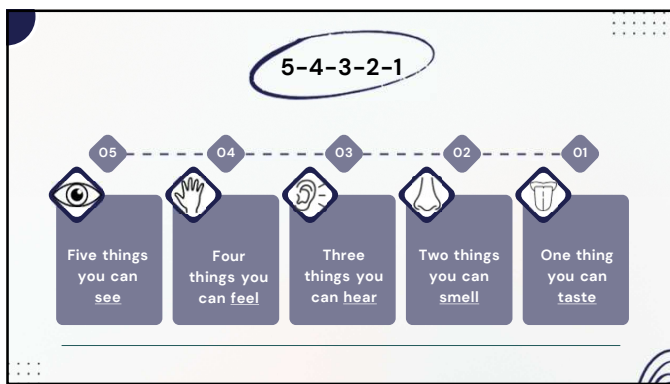 5-4-3-2-1
05
04
03
02
01
Five things
you can
see
Four
things you
can feel
Three
things you
can hear
Two things
you can
smell
One thing
you can
taste